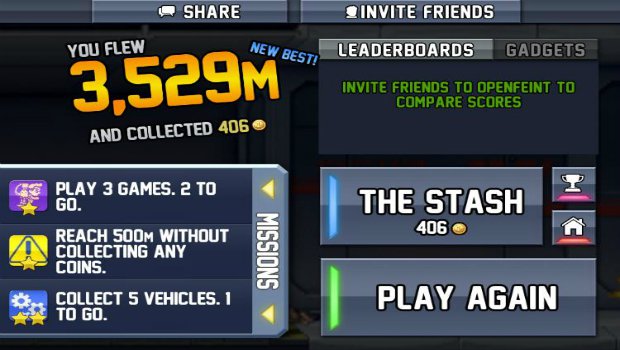 SHARE
INVITE FRIENDS
YOU FLEW
3,529M
NEW BEST!
AND COLLECTED 406
LEADERBOARDS
GADGETS
INVITE FRIENDS TO OPENFEINT TO
COMPARE SCORES
PLAY 3 GAMES. 2 TO
GO.
REACH 500M WITHOUT
COLLECTING ANY
COINS.
COLLECT 5 VEHICLES. 1
TO GO.
MISSIONS
THE STASH
406
PLAY AGAIN